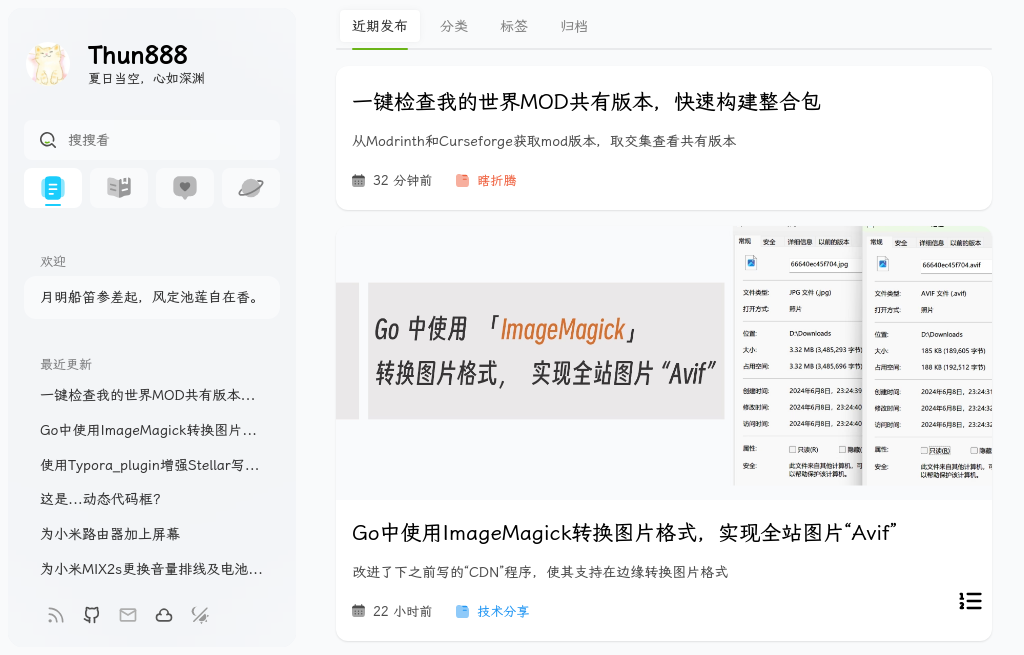 Thun888
夏日当空，心如深渊
搜搜看
欢迎
月明船笛参差起，风定池莲自在香。
最近更新
一键检查我的世界MOD共有版本...
Go中使用ImageMagick转换图片...
使用Typora_plugin增强Stellar写...
这是...动态代码框?
为小米路由器加上屏幕
为小米MIX2s更换音量排线及电池...
近期发布
分类
标签
归档
一键检查我的世界MOD共有版本，快速构建整合包
从Modrinth和Curseforge获取mod版本，取交集查看共有版本
32 分钟前
瞎折腾
Go 中使用 「ImageMagick」
转换图片格式， 实现全站图片 “Avif”
常规 安全 详细信息 以前的版本
66640ec45f704.jpg
文件类型: JPG 文件 (.jpg)
打开方式: 照片
位置: D:\Downloads
大小: 3.32 MB (3,485,293 字节)
占用空间: 3.32 MB (3,485,696 字节)
创建时间: 2024年6月8日，23:24:39
修改时间: 2024年6月8日，23:24:40
访问时间: 2024年6月8日，23:24:40
属性: 只读(R) 隐藏
安全: 此文件来自其他计算机，可
以帮助保护该计算机。
常规 安全 详细信息 以前的版本
66640ec45f704.avif
文件类型: AVIF 文件 (.avif)
打开方式: 照片
位置: D:\Downloads
大小: 185 KB (189,605 字节)
占用空间: 188 KB (192,512 字节)
创建时间: 2024年6月8日，23:24:31
修改时间: 2024年6月8日，23:24:32
访问时间: 2024年6月8日，23:24:32
属性: 只读(R) 隐藏
安全: 此文件来自其他计算机，可
以帮助保护该计算机。
Go中使用ImageMagick转换图片格式，实现全站图片“Avif”
改进了下之前写的“CDN”程序，使其支持在边缘转换图片格式
22 小时前
技术分享